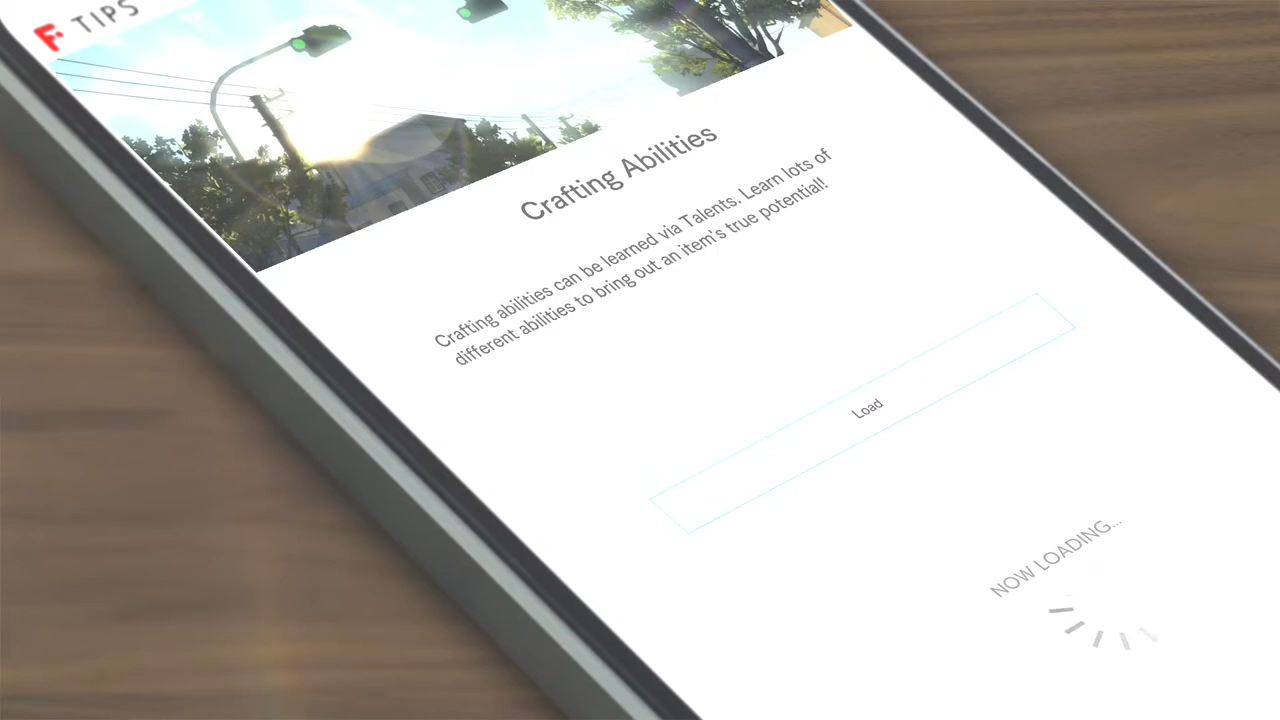 F TIPS
Crafting Abilities
Crafting abilities can be learned via Talents. Learn lots of
different abilities to bring out an item's true potential!
Load
NOW LOADING...